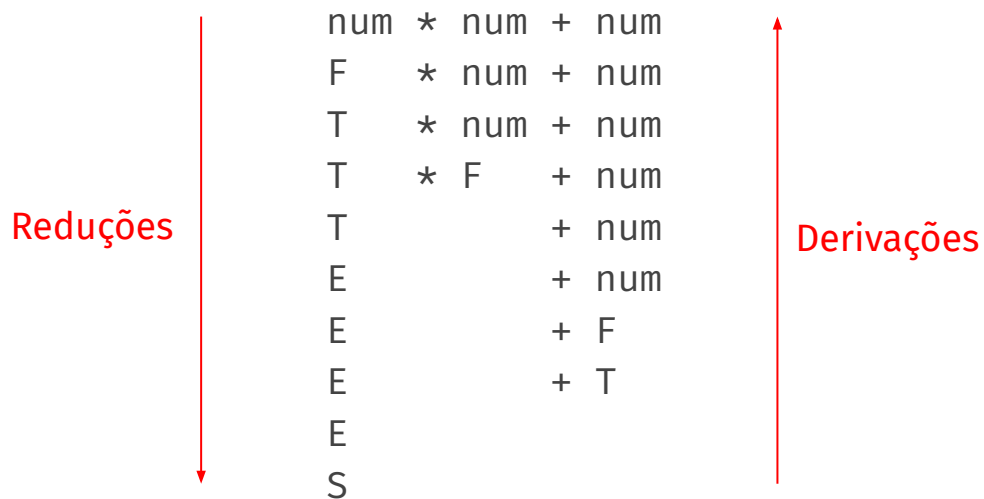 num * num + num
F * num + num
T * num + num
T * F + num
Reduções
T + num
Derivações
E + num
E + F
E + T
E
S